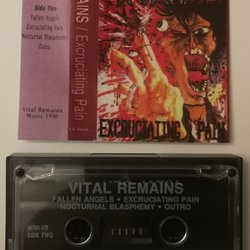 Side Two
Fallen Angels
Excruciating Pain
Nocturnal Blasphemy
Outro
Vital Remains
Music 1990
AINS / Excruciating Pain
EXCRUCIATING PAIN
VITAL REMAINS
FALLEN ANGELS • EXCRUCIATING PAIN
NOCTURNAL BLASPHEMY • OUTRO
SIDE TWO